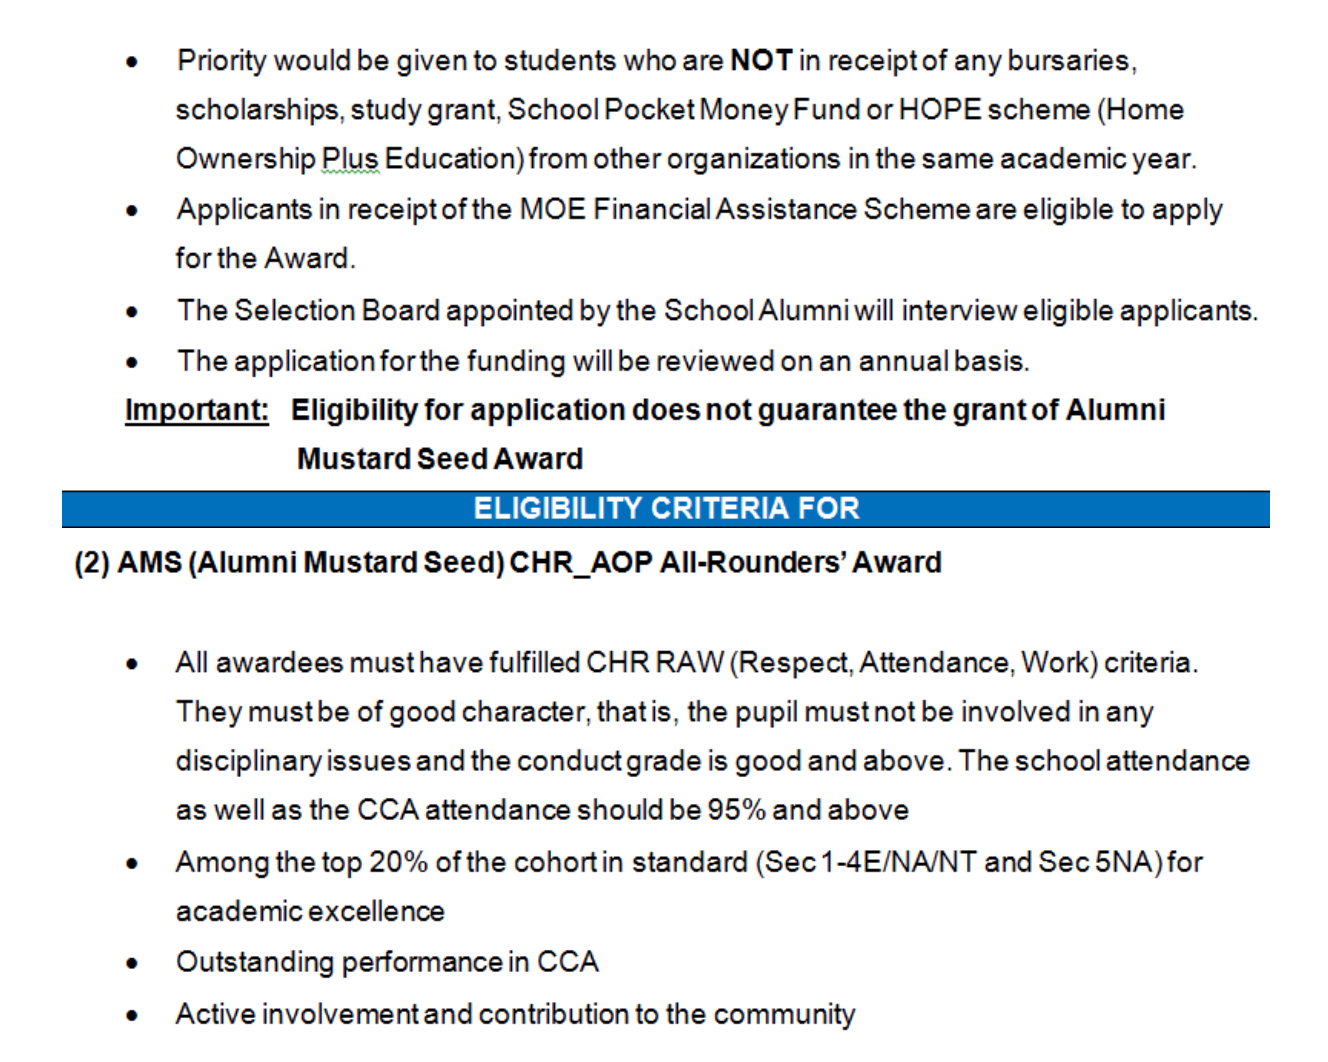 • Priority would be given to students who are NOT in receipt of any bursaries,
scholarships, study grant, School Pocket Money Fund or HOPE scheme (Home
Ownership Plus Education) from other organizations in the same academic year.
• Applicants in receipt of the MOE Financial Assistance Scheme are eligible to apply
for the Award.
• The Selection Board appointed by the School Alumni will interview eligible applicants.
• The application for the funding will be reviewed on an annual basis.
Important: Eligibility for application does not guarantee the grant of Alumni
Mustard Seed Award
ELIGIBILITY CRITERIA FOR
(2) AMS (Alumni Mustard Seed) CHR_AOP All-Rounders’ Award
• All awardees must have fulfilled CHR RAW (Respect, Attendance, Work) criteria.
They must be of good character, that is, the pupil must not be involved in any
disciplinary issues and the conduct grade is good and above. The school attendance
as well as the CCA attendance should be 95% and above
• Among the top 20% of the cohort in standard (Sec 1-4E/NA/NT and Sec 5NA) for
academic excellence
• Outstanding performance in CCA
• Active involvement and contribution to the community